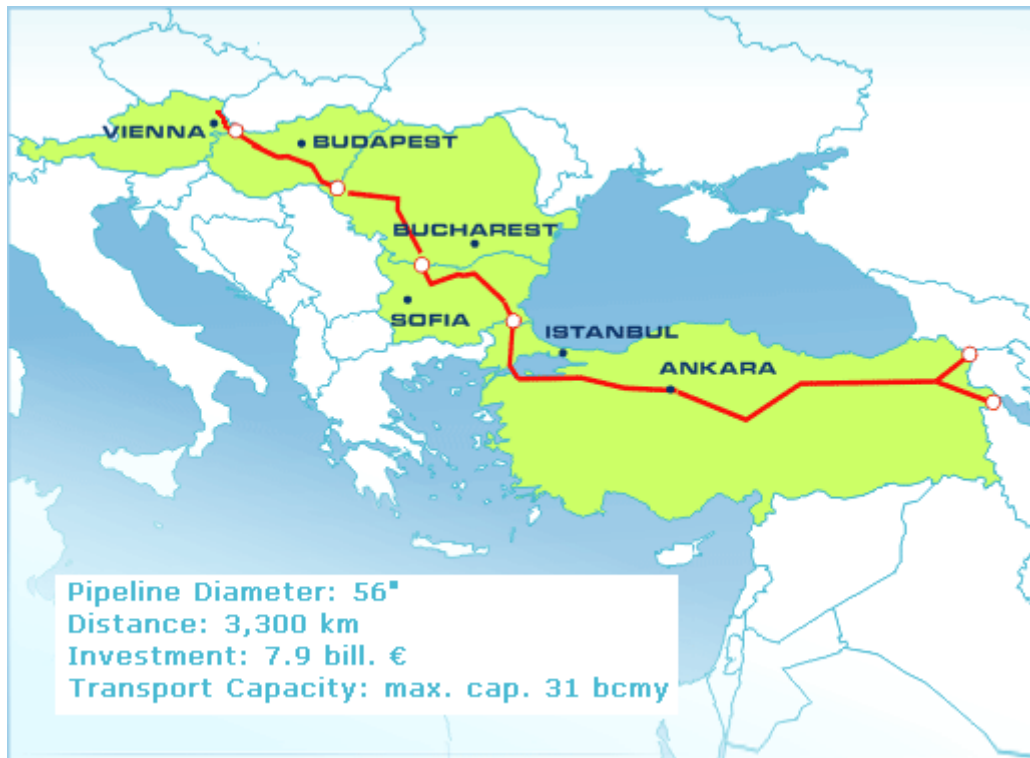 VIENNA
BUDAPEST
BUCHAREST
SOFIA
ISTANBUL
ANKARA
Pipeline Diameter: 56"
Distance: 3,300 km
Investment: 7.9 bill. €
Transport Capacity: max. cap. 31 bcmy